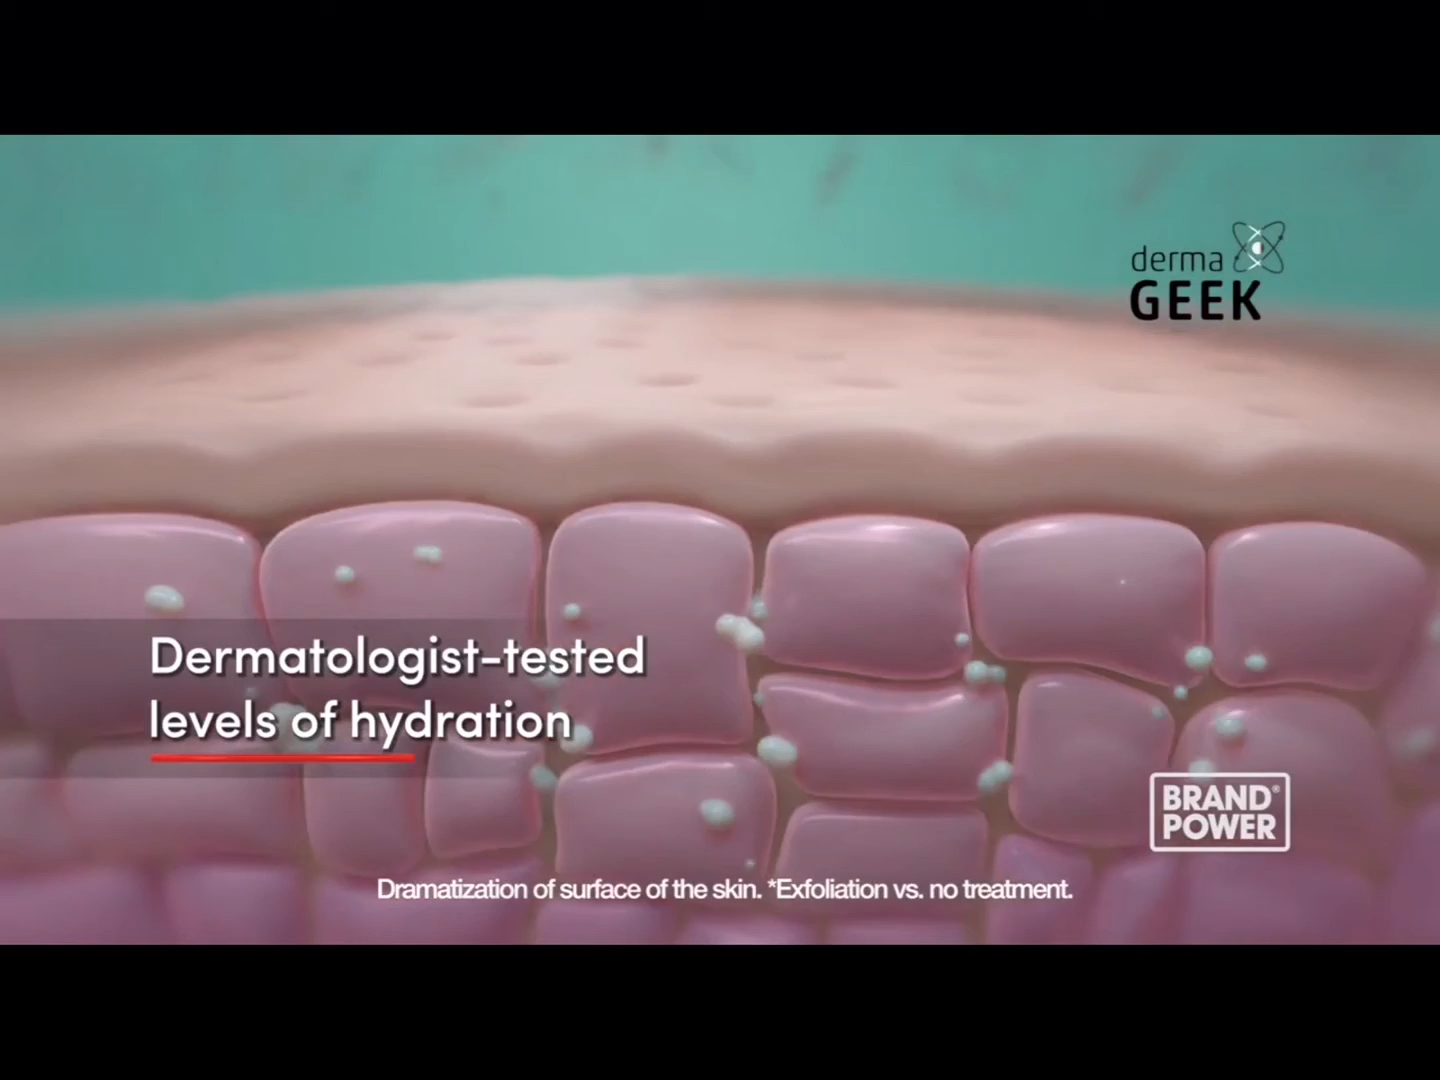 derma
GEEK
Dermatologist-tested
levels of hydration
BRAND®
POWER
Dramatization of surface of the skin. *Exfoliation vs. no treatment.